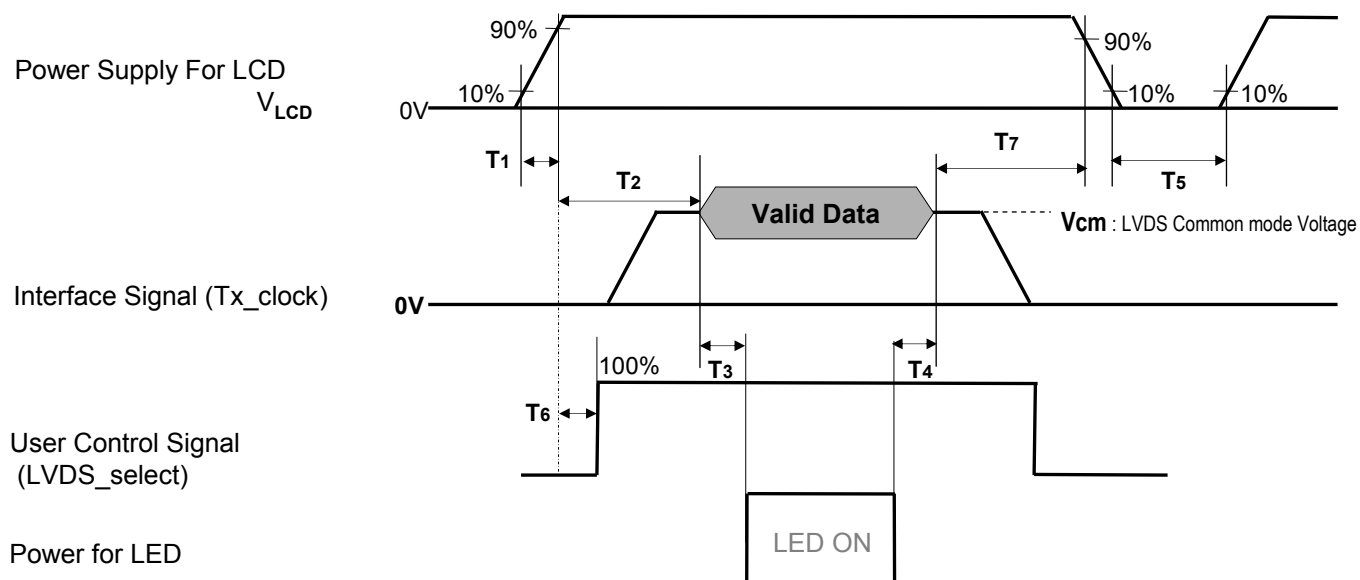 90%
90%
Power Supply For LCD
VLCD
10%
10%
10%
0V
T1
T2
T7
T5
Valid Data
Vcm : LVDS Common mode Voltage
Interface Signal (Tx_clock)
0V
100%
T3
T4
T6
User Control Signal
(LVDS_select)
Power for LED
LED ON